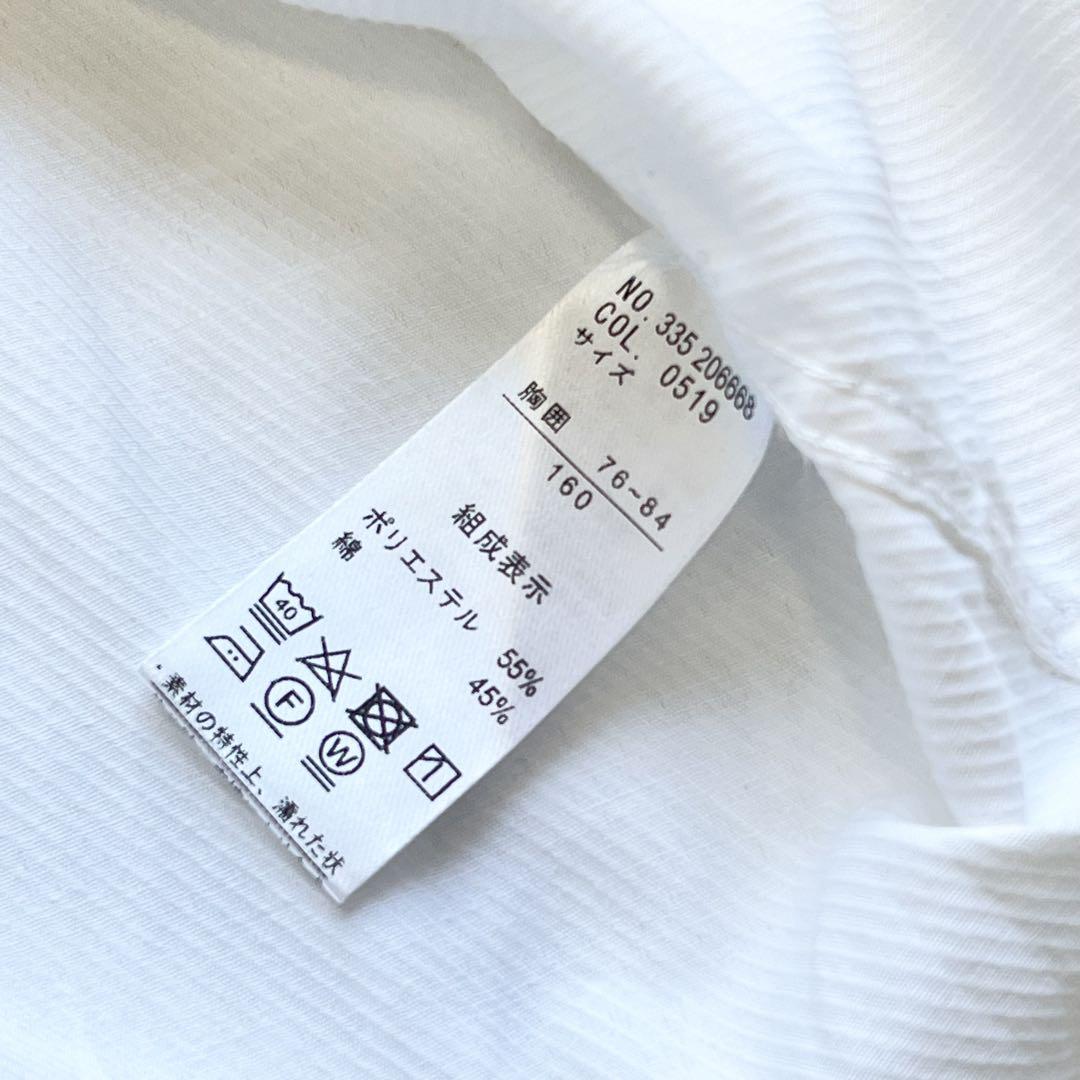 NO. 335 206668
COL. 0519
サイズ
胸囲 76~84
160
組成表示
ポリエステル 55%
綿 45%
40
F
W
素材の特性上、濡れた状